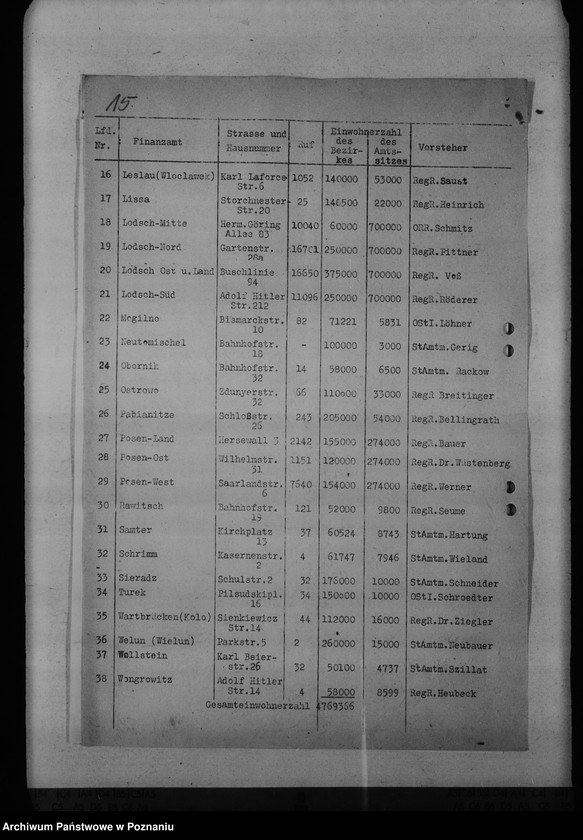 15
Lfd. Nr. Finanzamt Strasse und Hausnummer Ruf Einwohnerzahl des Bezir-kes des Amts-sitzes Vorsteher
16 Leslau(Wloclawek) Karl Laforce 1052 140000 53000 RegR.Saust
Str.6
17 Lissa Storchnester 25 148500 22000 RegR.Heinrich
Str.20
18 Lodsch-Mitte Herm.Göring 10040 60000 700000 ORR.Schmitz
Allee 83
19 Lodsch-Nord Gartenstr. 16701 250000 700000 RegR.Pittner
28a
20 Lodsch Ost u.Land Buschlinie 16650 375000 700000 RegR. Voß
94
21 Lodsch-Süd Adolf Hitler 11096 250000 700000 RegR.Röderer
Str.212
22 Mogilno Bismarckstr. 82 71221 5831 OStI.Löhner
10
23 Neutomischel Bahnhofstr. - 100000 3000 StAmtm.Gerig
18
24 Obornik Bahnhofstr. 14 58000 6500 StAmtm. Rackow
32
25 Ostrowo Zdunyerstr. 66 110000 33000 RegR Breitinger
32
26 Pabianitze Schloßstr. 243 205000 54000 RegR.Bellingrath
26
27 Posen-Land Hersewall 3 2142 155000 274000 RegR.Bauer
28 Posen-Ost Wilhelmstr. 1151 120000 274000 RegR.Dr.Wüstenberg
31
29 Posen-West Saarlandstr. 7640 154000 274000 RegR.Werner
6
30 Rawitsch Bahnhofstr. 121 52000 9800 RegR.Seume
19
31 Samter Kirchplatz 37 60524 8743 StAmtm.Hartung
13
32 Schrimm Kasernenstr. 4 61747 7946 StAmtm.Wieland
2
33 Sieradz Schulstr.2 32 176000 10000 StAmtm.Schneider
34 Turek Pilsudskipl. 34 150000 10000 OStI.Schroedter
16
35 Wartbrücken(Kolo) Sienkiewicz 44 112000 16000 RegR.Dr.Ziegler
Str.14
36 Welun (Wielun) Parkstr.5 2 260000 15000 StAmtm.Neubauer
37 Wollstein Karl Beier-
str.26 32 50100 4737 StAmtm.Szillat
38 Wongrowitz Adolf Hitler
Str.14 4 58000 8599 RegR.Heubeck
Gesamteinwohnerzahl 4769366
Archiwum Państwowe w Poznaniu